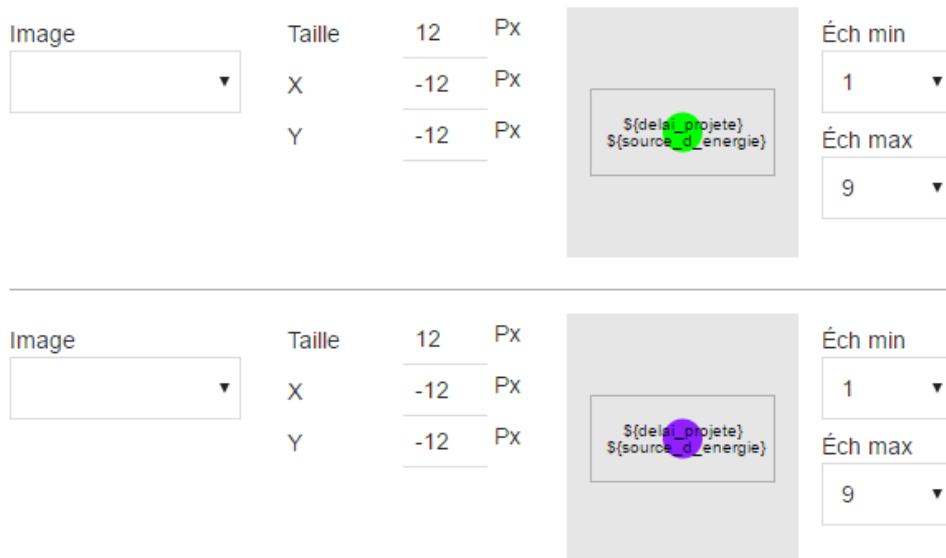 Image Taille 12 Px Éch min
X -12 Px 1
Y -12 Px
${delai_projete}
${source_d_energie}
Éch max
9
Image Taille 12 Px Éch min
X -12 Px 1
Y -12 Px
${delai_projete}
${source_d_energie}
Éch max
9